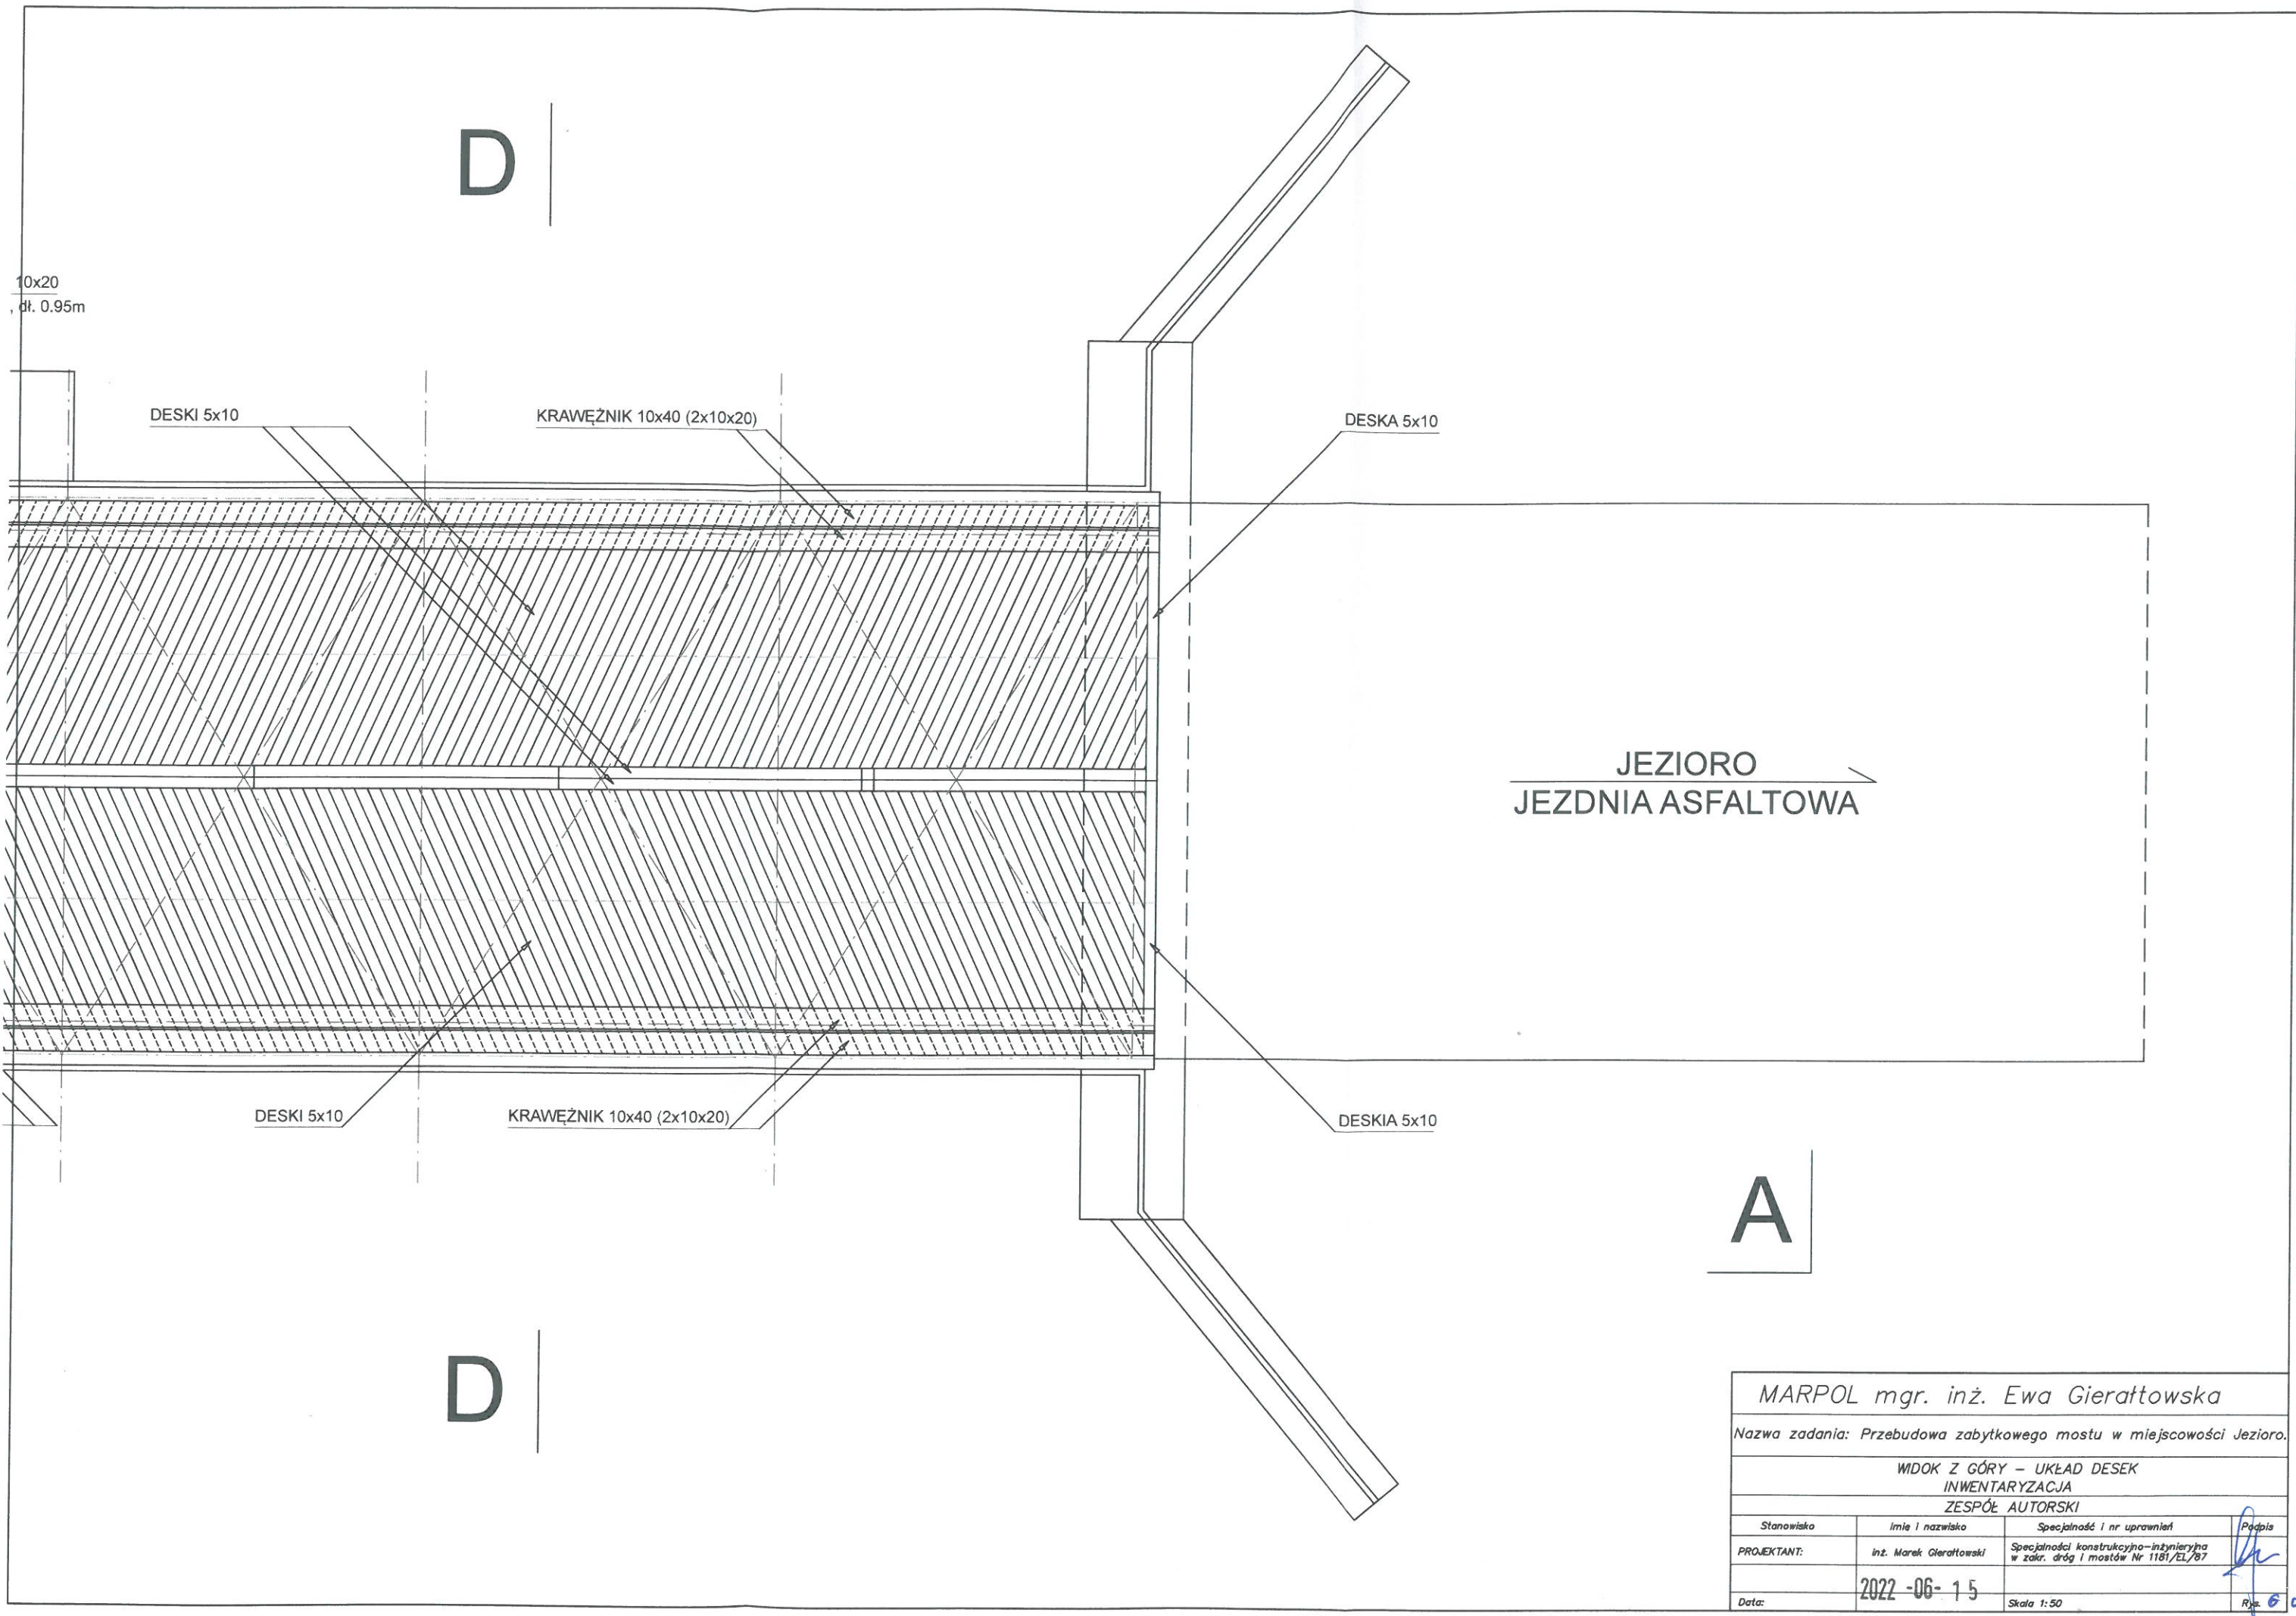 D
10x20
, dł. 0.95m
DESKI 5x10
KRAWĘŻNIK 10x40 (2x10x20)
DESKA 5x10
JEZIORO
JEZDNIA ASFALTOWA
DESKI 5x10
KRAWĘŻNIK 10x40 (2x10x20)
DESKIA 5x10
A
D
MARPOL mgr. inż. Ewa Gierałtowska
Nazwa zadania: Przebudowa zabytkowego mostu w miejscowości Jezioro.
WIDOK Z GÓRY – UKŁAD DESEK
INWENTARYZACJA
ZESPÓŁ AUTORSKI
Stanowisko Imię i nazwisko Specjalność i nr uprawnień Podpis
PROJEKTANT: inż. Marek Gierałtowski Specjalności konstrukcyjno-inżynieryjna
w zakr. dróg i mostów Nr 1181/EL/87
2022 -06- 15
Data: Skala 1:50 Rys. 6